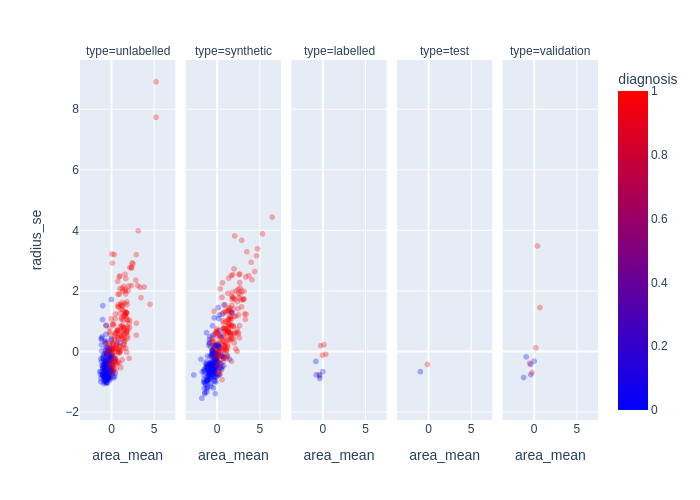 type=unlabelled type=synthetic type=labelled type=test type=validation
diagnosis
radius_se
8
6
4
2
0
−2
0 5 0 5 0 5 0 5 0 5
area_mean area_mean area_mean area_mean area_mean
1
0.8
0.6
0.4
0.2
0